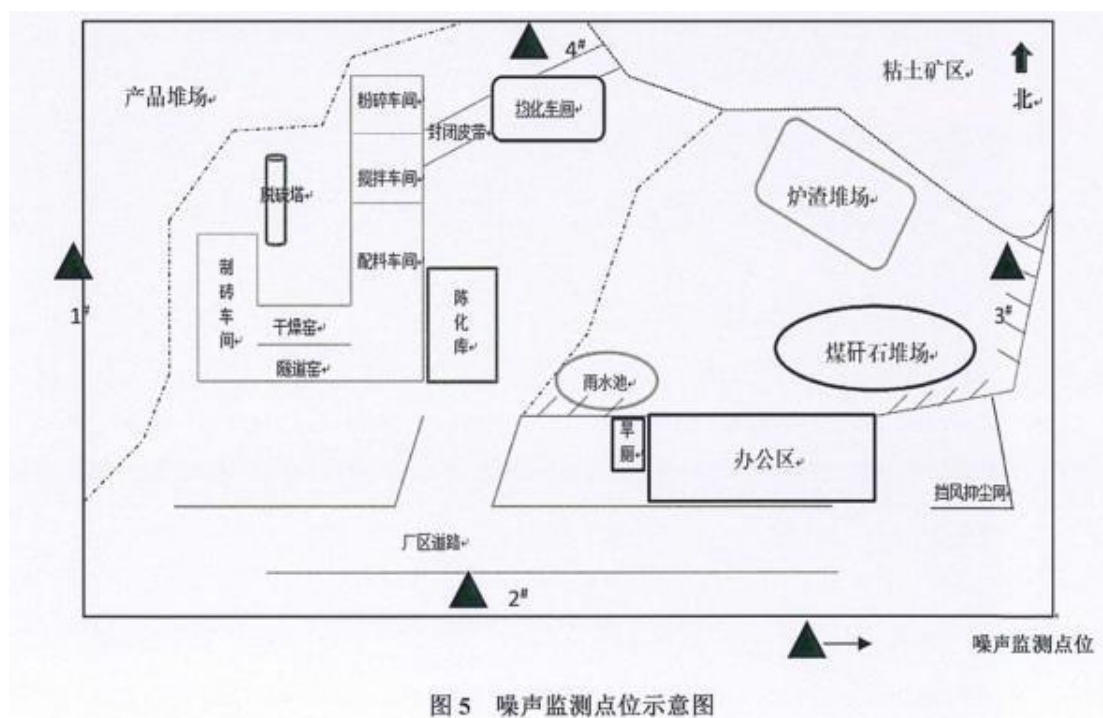 4#
粘土矿区
产品堆场
粉碎车间
均化车间
北
封闭皮带
搅拌车间
脱硫塔
炉渣堆场
配料车间
制砖车间
陈化库
1#
3#
干燥窑
煤矸石堆场
隧道窑
雨水池
旱厕
办公区
挡风抑尘网
厂区道路
2#
噪声监测点位
图 5 噪声监测点位示意图